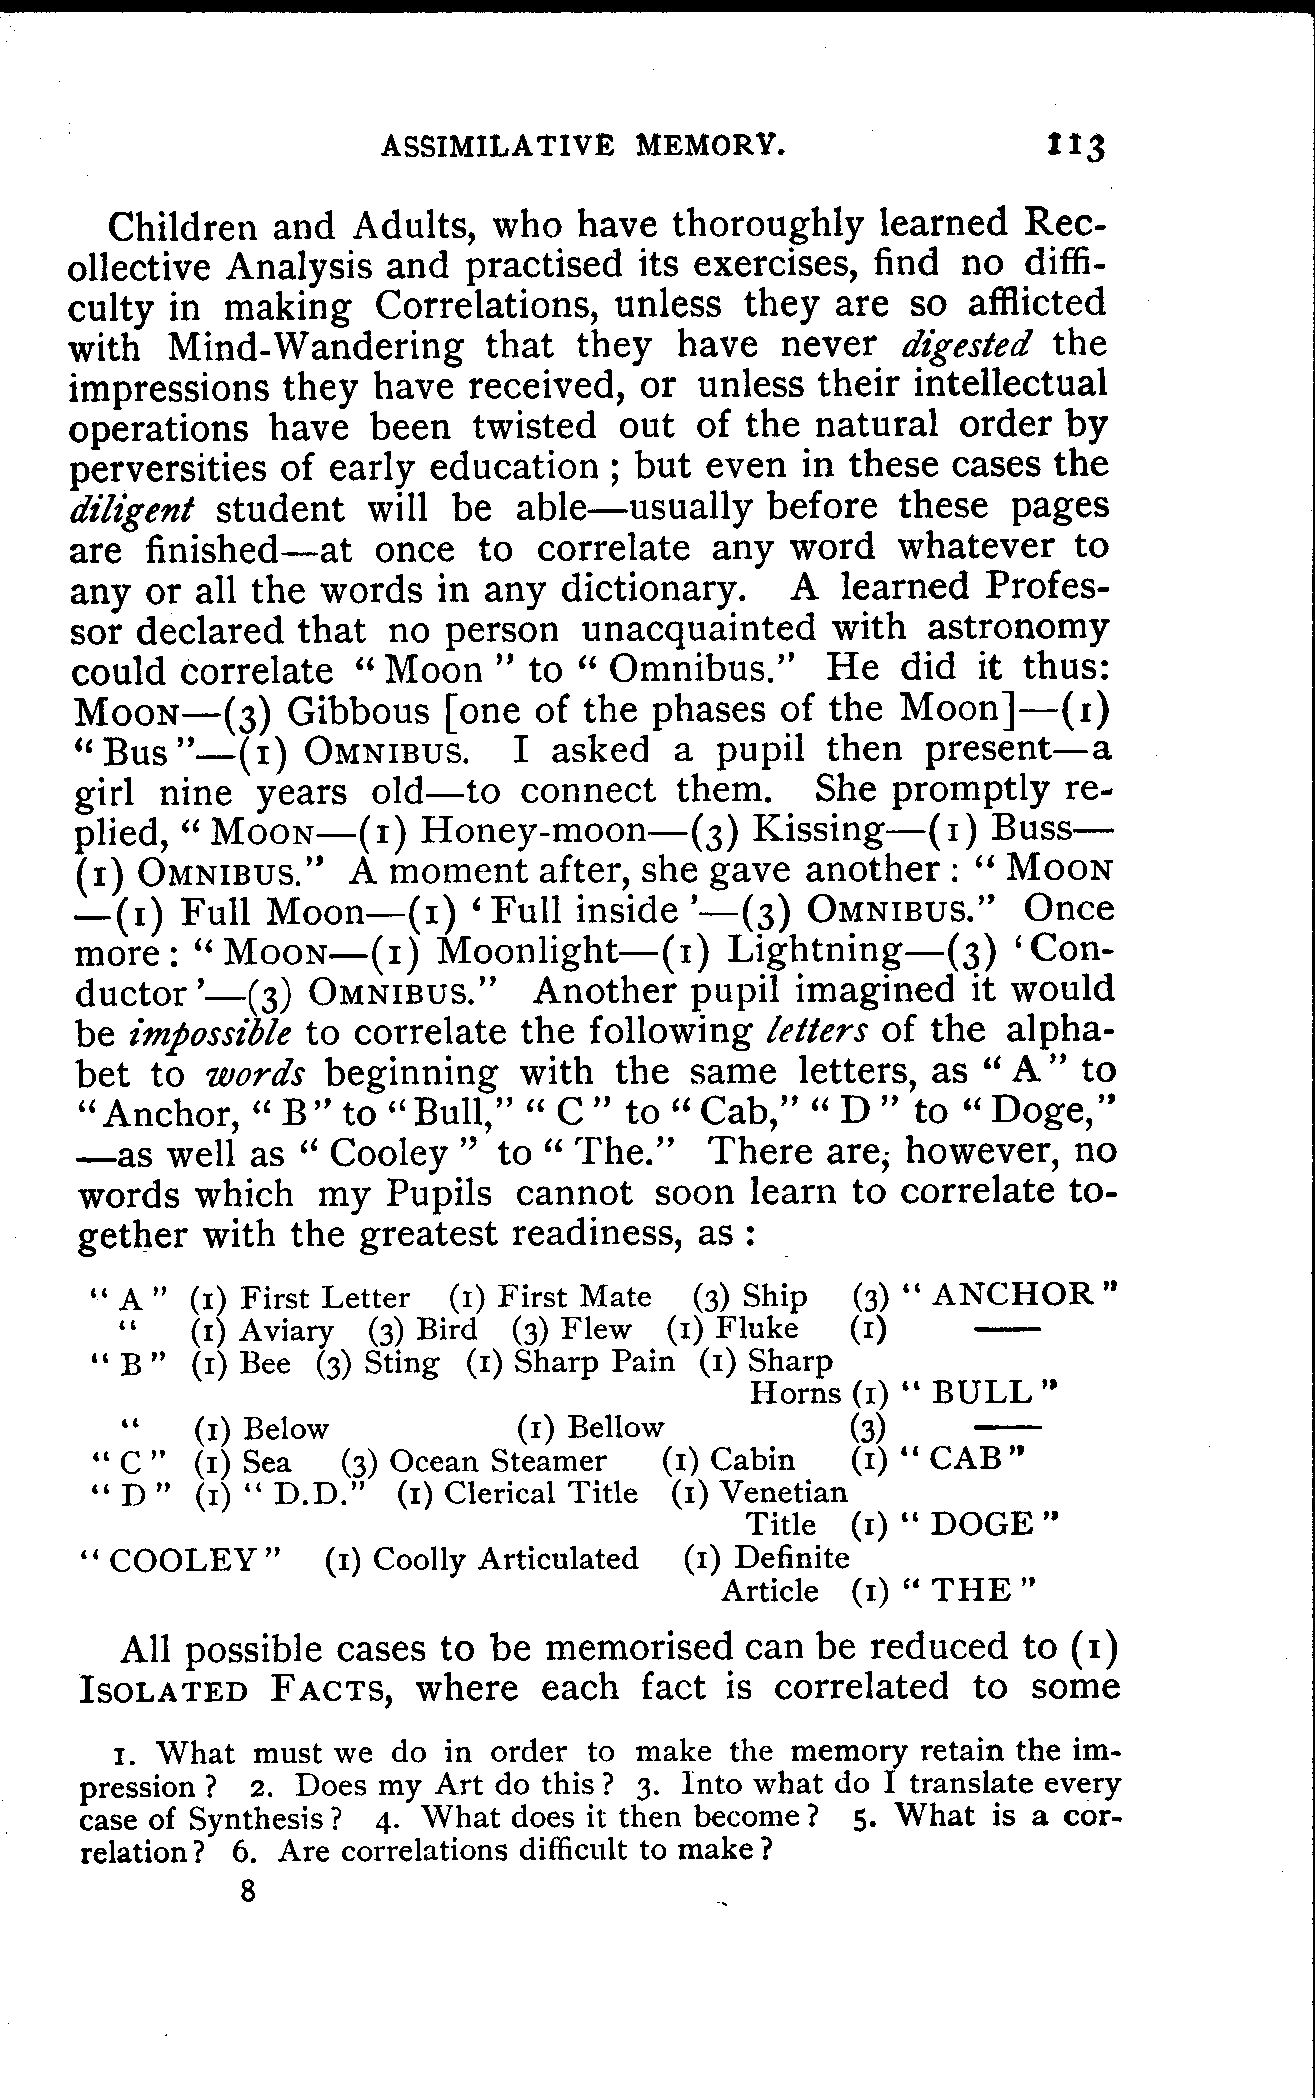 ASSIMILATIVE MEMORY. 113
Children and Adults, who have thoroughly learned Rec-
ollective Analysis and practised its exercises, find no diffi-
culty in making Correlations, unless they are so afflicted
with Mind-Wandering that they have never digested the
impressions they have received, or unless their intellectual
operations have been twisted out of the natural order by
perversities of early education ; but even in these cases the
diligent student will be able—usually before these pages
are finished—at once to correlate any word whatever to
any or all the words in any dictionary. A learned Profes-
sor declared that no person unacquainted with astronomy
could correlate “ Moon ” to “ Omnibus.” He did it thus:
MOON—(3) Gibbous [one of the phases of the Moon]—(1)
“ Bus ”—(1) OMNIBUS. I asked a pupil then present—a
girl nine years old—to connect them. She promptly re-
plied, “ MOON—(1) Honey-moon—(3) Kissing—(1) Buss—
(1) OMNIBUS.” A moment after, she gave another : “ MOON
—(1) Full Moon—(1) ‘ Full inside ’—(3) OMNIBUS.” Once
more : “ MOON—(1) Moonlight—(1) Lightning—(3) ‘ Con-
ductor ’—(3) OMNIBUS.” Another pupil imagined it would
be impossible to correlate the following letters of the alpha-
bet to words beginning with the same letters, as “ A ” to
“ Anchor, “ B ” to “ Bull,” “ C ” to “ Cab,” “ D ” to “ Doge,”
—as well as “ Cooley ” to “ The.” There are, however, no
words which my Pupils cannot soon learn to correlate to-
gether with the greatest readiness, as :
“ A ” (1) First Letter (1) First Mate (3) Ship (3) “ ANCHOR ”
“ (1) Aviary (3) Bird (3) Flew (1) Fluke (1) ——
“ B ” (1) Bee (3) Sting (1) Sharp Pain (1) Sharp
Horns (1) “ BULL ”
“ (1) Below (1) Bellow (3) ——
“ C ” (1) Sea (3) Ocean Steamer (1) Cabin (1) “ CAB ”
“ D ” (1) “ D.D.” (1) Clerical Title (1) Venetian
Title (1) “ DOGE ”
“ COOLEY ” (1) Coolly Articulated (1) Definite
Article (1) “ THE ”
All possible cases to be memorised can be reduced to (1)
ISOLATED FACTS, where each fact is correlated to some
1. What must we do in order to make the memory retain the im-
pression ? 2. Does my Art do this ? 3. Into what do I translate every
case of Synthesis ? 4. What does it then become ? 5. What is a cor-
relation ? 6. Are correlations difficult to make ?
8